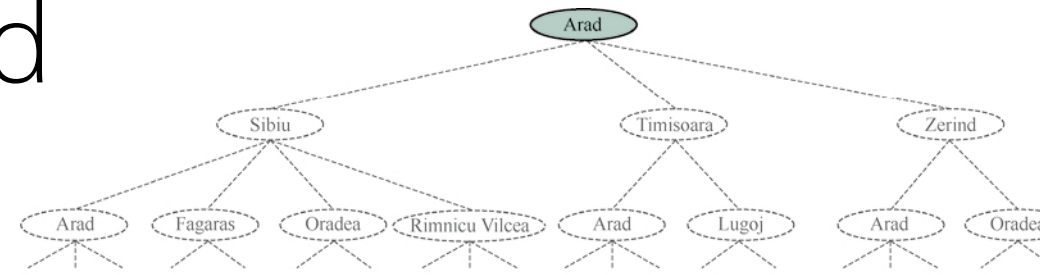 d
Arad
Sibiu Timisoara Zerind
Arad Fagaras Oradea Rimnicu Vilcea Arad Lugoj Arad Oradea